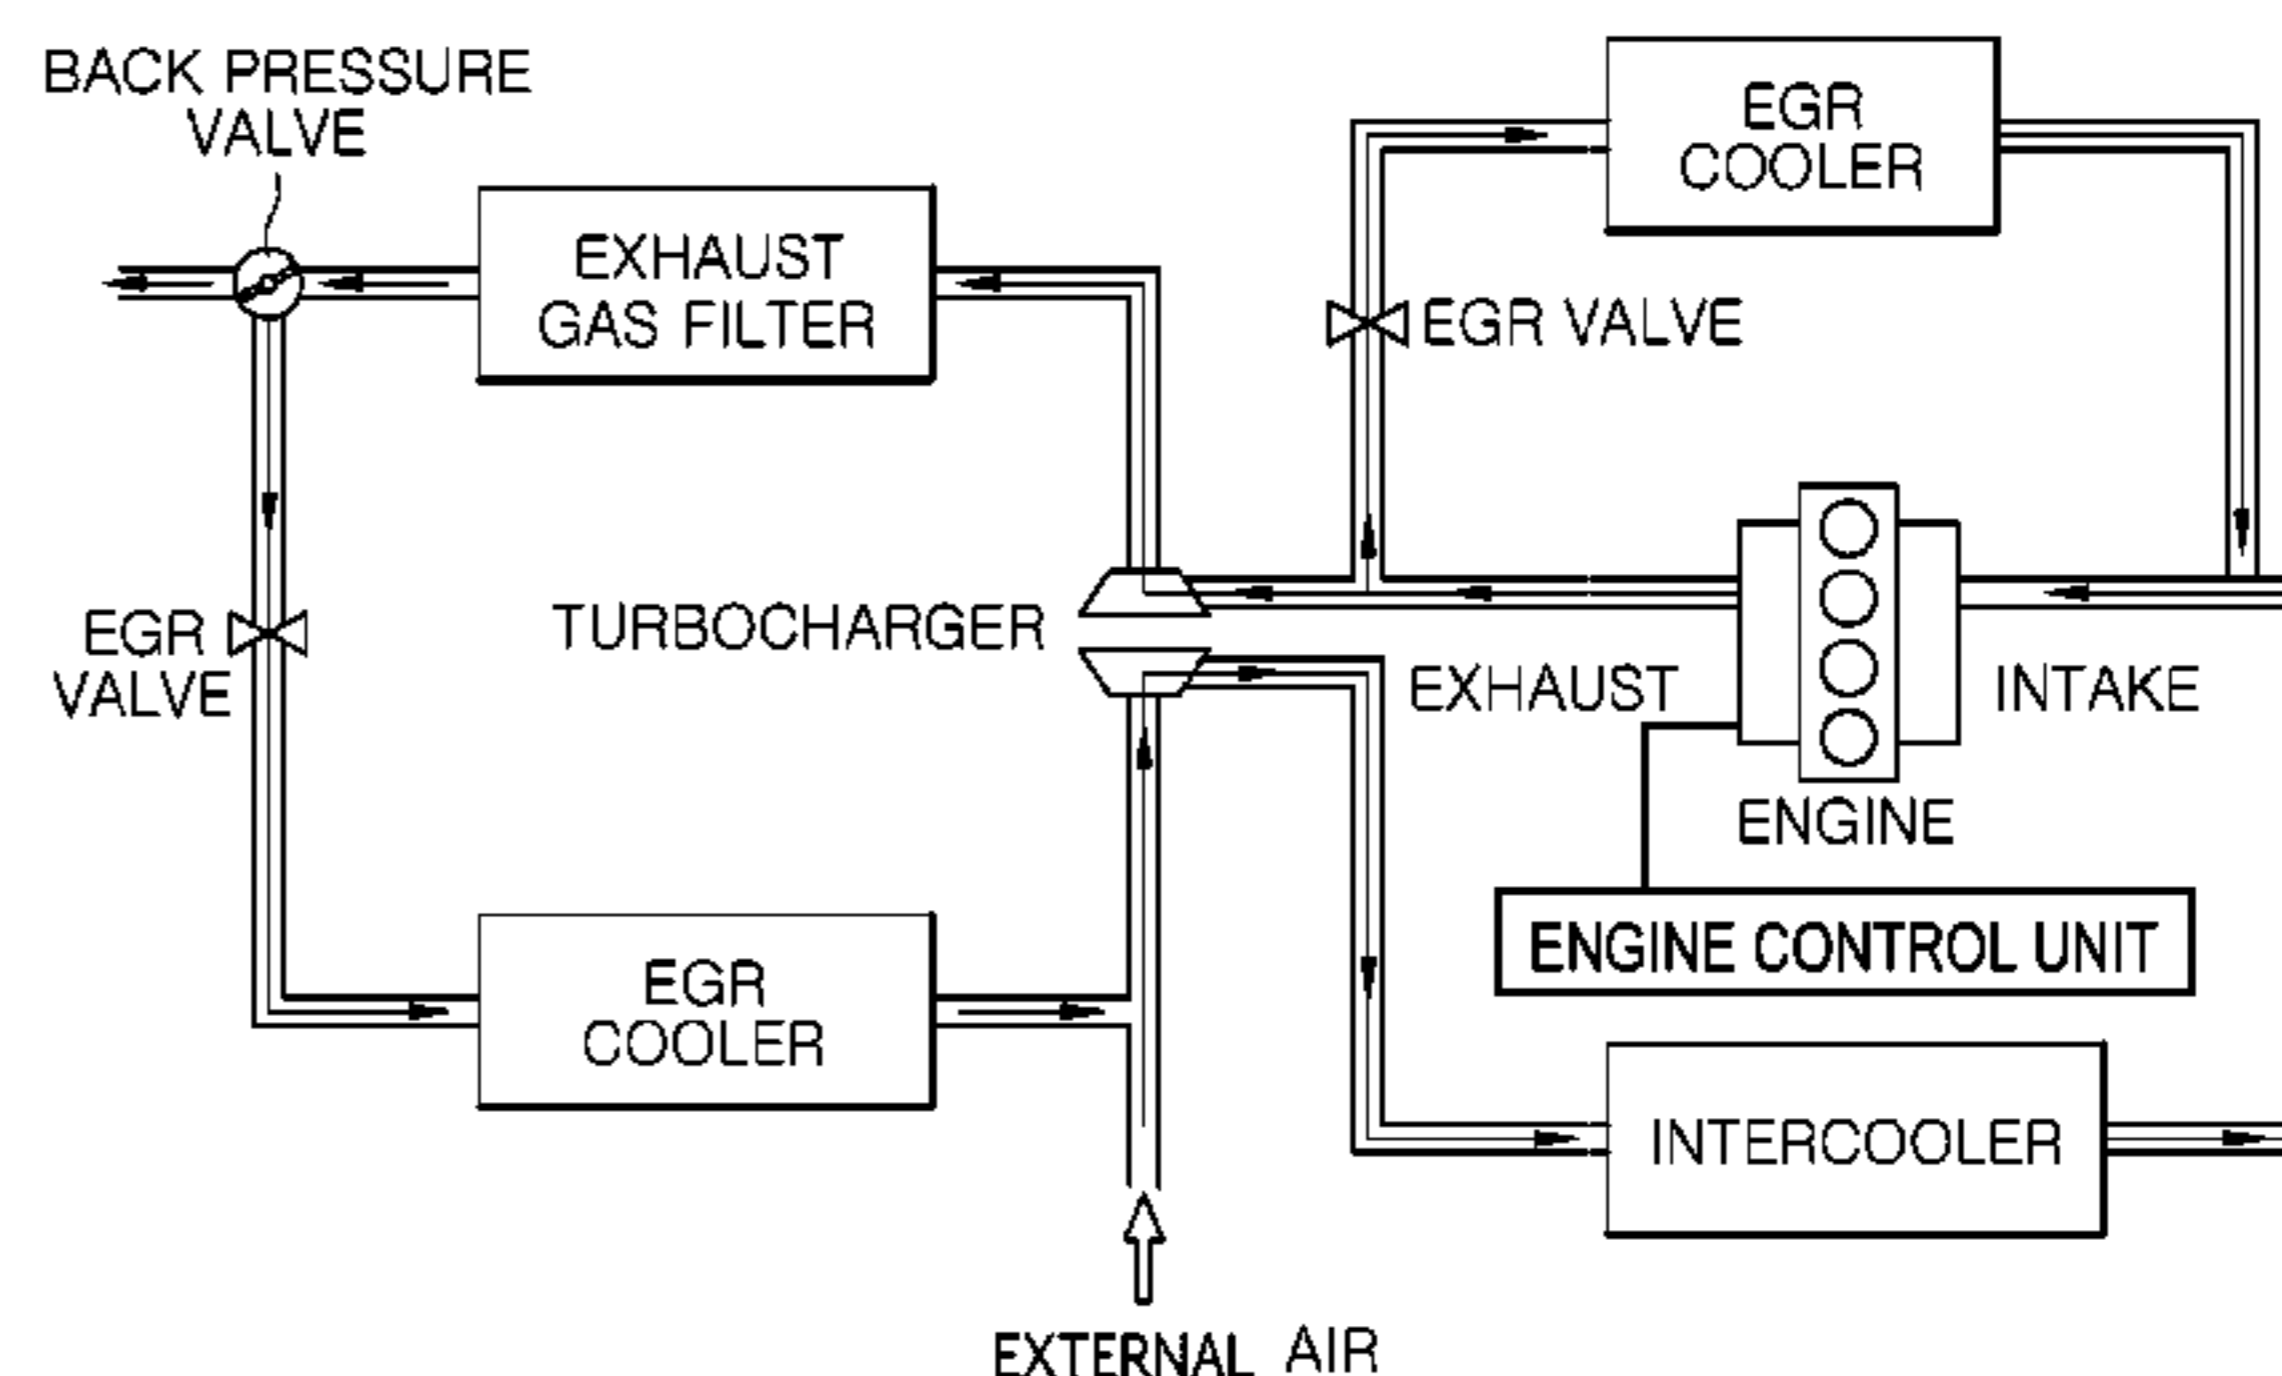 BACK PRESSURE
VALVE
EXHAUST
GAS FILTER
EGR
COOLER
EGR VALVE
EGR
VALVE
TURBOCHARGER
EXHAUST
INTAKE
ENGINE
ENGINE CONTROL UNIT
EGR
COOLER
INTERCOOLER
EXTERNAL AIR